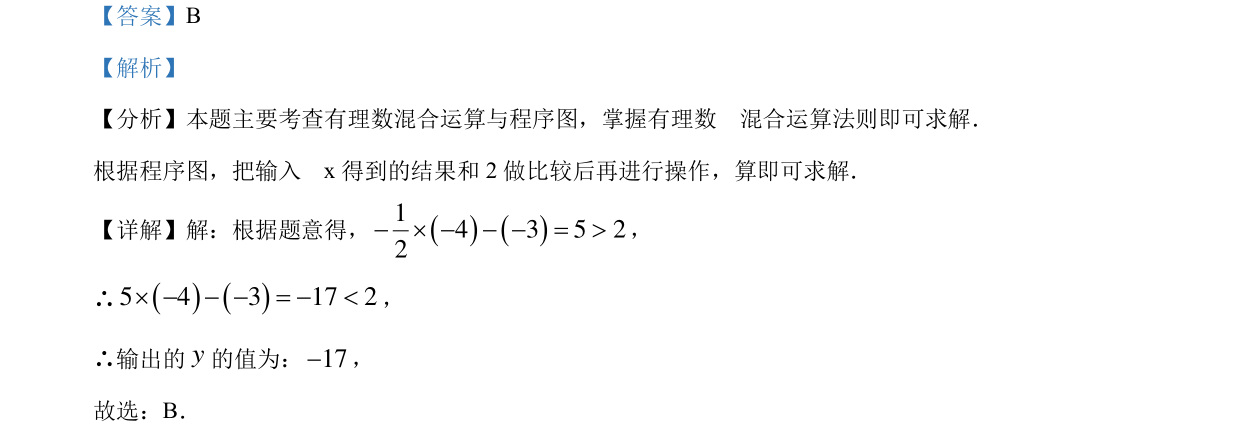 【答案】B
【解析】
【分析】本题主要考查有理数混合运算与程序图，掌握有理数 混合运算法则即可求解．
根据程序图，把输入 x 得到的结果和 2 做比较后再进行操作，算即可求解．
【详解】解：根据题意得，$-\frac{1}{2}\times(-4)-(-3)=5>2$，
∴$5\times(-4)-(-3)=-17<2$，
∴输出的 y 的值为：−17，
故选：B．